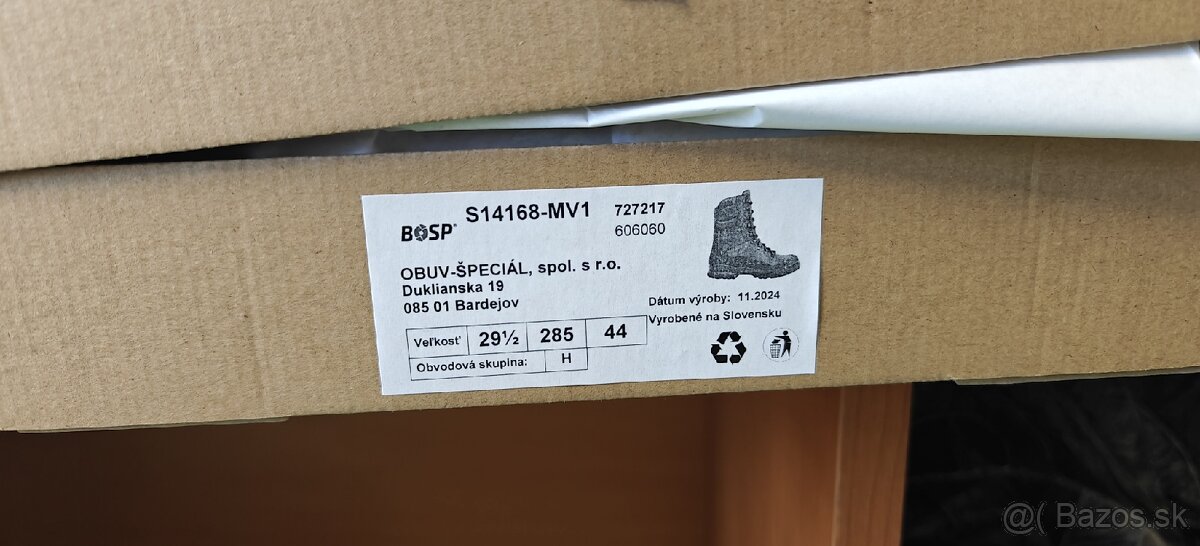 BOSP® S14168-MV1 727217
606060
OBUV-ŠPECIÁL, spol. s r.o.
Duklianska 19
085 01 Bardejov
Dátum výroby: 11.2024
Vyrobené na Slovensku
Veľkosť 29½ 285 44
Obvodová skupina: H
@( Bazos.sk